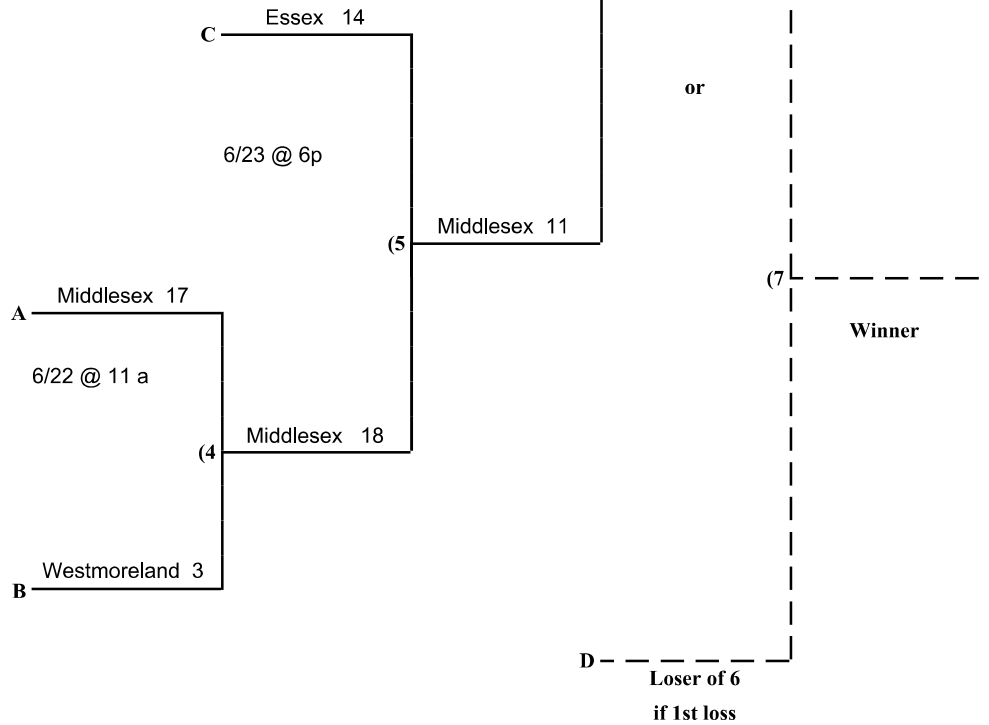 Essex 14
C
or
6/23 @ 6p
Middlesex 11
(5
(7
Middlesex 17
A
Winner
6/22 @ 11 a
Middlesex 18
(4
Westmoreland 3
B
D
Loser of 6
if 1st loss